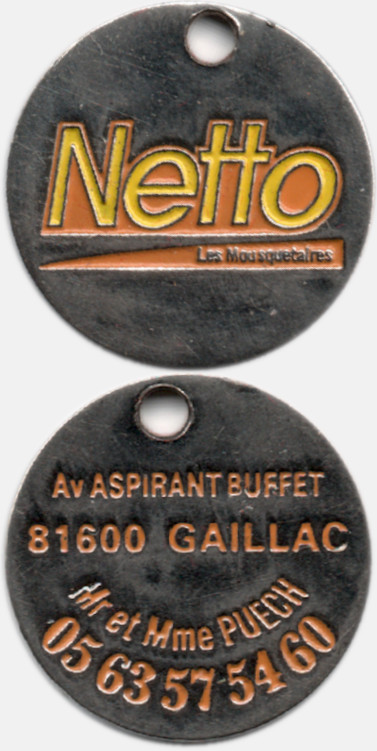 Netto
Les Mousquetaires
Av ASPIRANT BUFFET
81600 GAILLAC
Mr et Mme PUECH
05 63 57 54 60